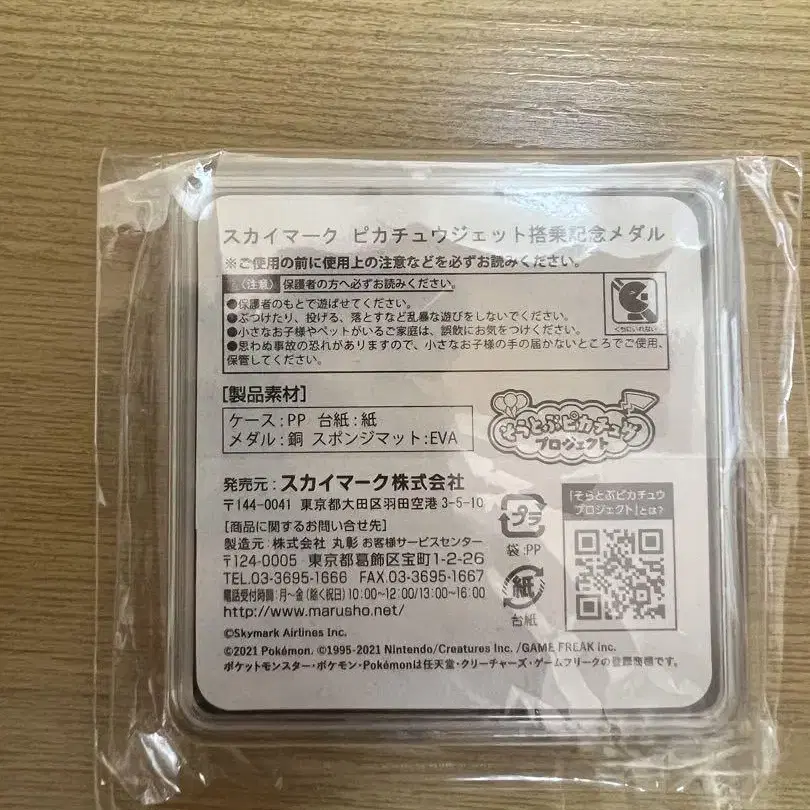 スカイマーク ピカチュウジェット搭乗記念メダル
※ご使用の前に使用上の注意などを必ずお読みください。
〈注意〉 保護者の方へ必ずお読みください。
●保護者のもとで遊ばせてください。
●ぶつけたり、投げる、落とすなど乱暴な遊びをしないでください。
●小さなお子様やペットがいるご家庭は、誤飲にお気をつけください。
●思わぬ事故の恐れがありますので、小さなお子様の手の届かないところでご使用、
保管してください。
くちにいれない
[製品素材]
ケース:PP 台紙:紙
メダル:銅 スポンジマット:EVA
そらとぶピカチュウ
プロジェクト
発売元:スカイマーク株式会社
〒144-0041 東京都大田区羽田空港 3-5-10
[商品に関するお問い合せ先]
製造元:株式会社 丸彰 お客様サービスセンター
〒124-0005 東京都葛飾区宝町1-2-26
TEL.03-3695-1666 FAX.03-3695-1667
電話受付時間:月~金(除く祝日) 10:00~12:00/13:00~16:00
http://www.marusho.net/
プラ
袋:PP
紙
台紙
「そらとぶピカチュウ
プロジェクト」とは?
©Skymark Airlines Inc.
©2021 Pokémon. ©1995-2021 Nintendo/Creatures Inc. /GAME FREAK inc.
ポケットモンスター・ポケモン・Pokémonは任天堂・クリーチャーズ・ゲームフリークの登録商標です。